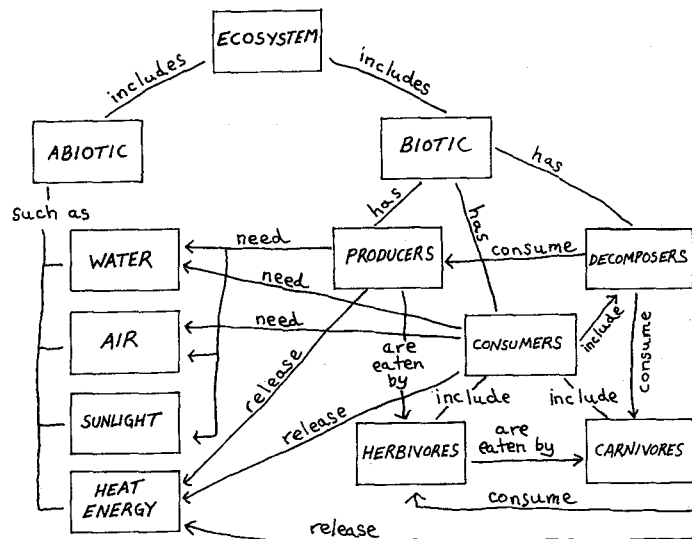 ECOSYSTEM
includes
includes
ABIOTIC
BIOTIC
has
such as
has
has
WATER
need
PRODUCERS
consume
DECOMPOSERS
need
AIR
need
CONSUMERS
include
consume
are
eaten
by
release
SUNLIGHT
release
include
include
HERBIVORES
are
eaten by
CARNIVORES
HEAT
ENERGY
consume
release